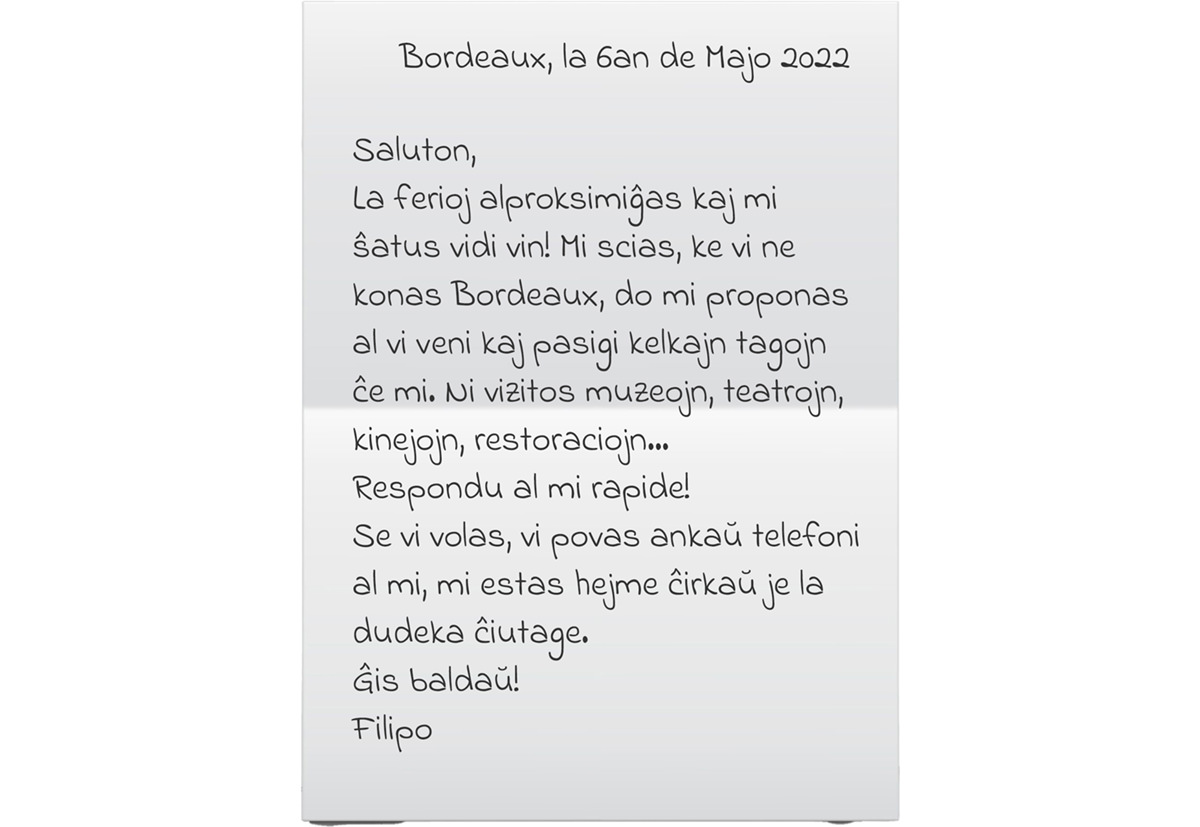 Bordeaux, la 6an de Majo 2022
Saluton,
La ferioj alproksimiĝas kaj mi
ŝatus vidi vin! Mi scias, ke vi ne
konas Bordeaux, do mi proponas
al vi veni kaj pasigi kelkajn tagojn
ĉe mi. Ni vizitos muzeojn, teatrojn,
kinejojn, restoraciojn...
Respondu al mi rapide!
Se vi volas, vi povas ankaŭ telefoni
al mi, mi estas hejme ĉirkaŭ je la
dudeka ĉiutage.
Ĝis baldaŭ!
Filipo